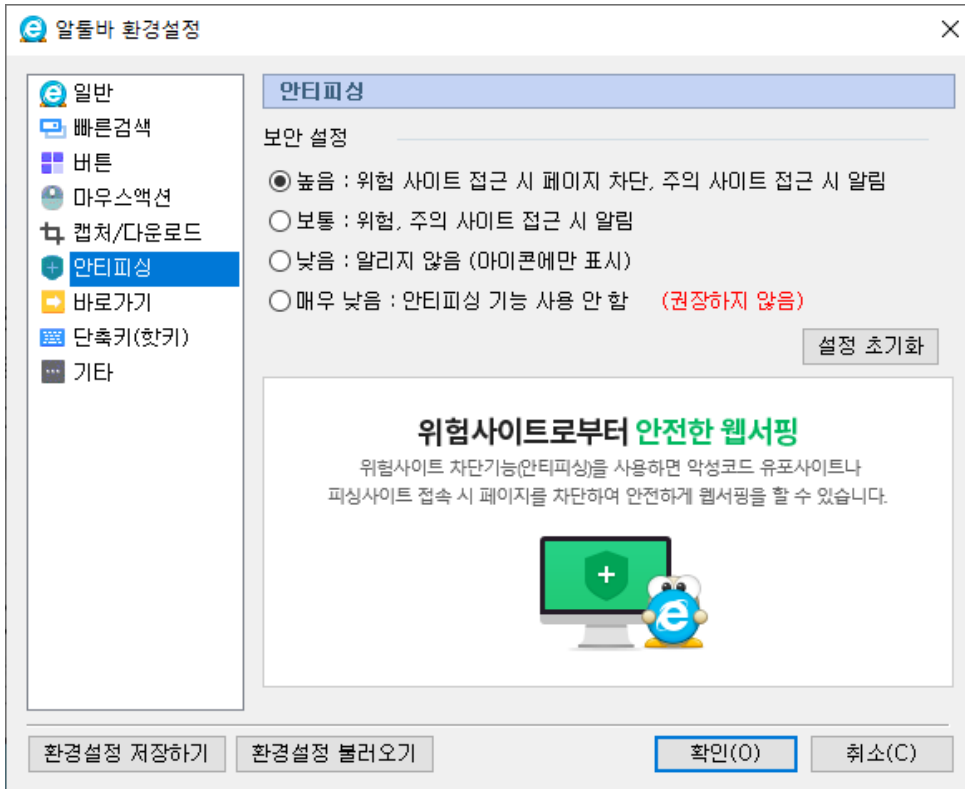 알툴바 환경설정
일반
빠른검색
버튼
마우스액션
캡처/다운로드
안티피싱
바로가기
단축키(핫키)
기타
안티피싱
보안 설정
높음 : 위험 사이트 접근 시 페이지 차단, 주의 사이트 접근 시 알림
보통 : 위험, 주의 사이트 접근 시 알림
낮음 : 알리지 않음 (아이콘에만 표시)
매우 낮음 : 안티피싱 기능 사용 안 함 (권장하지 않음)
설정 초기화
위험사이트로부터 안전한 웹서핑
위험사이트 차단기능(안티피싱)을 사용하면 악성코드 유포사이트나
피싱사이트 접속 시 페이지를 차단하여 안전하게 웹서핑을 할 수 있습니다.
환경설정 저장하기
환경설정 불러오기
확인(O)
취소(C)